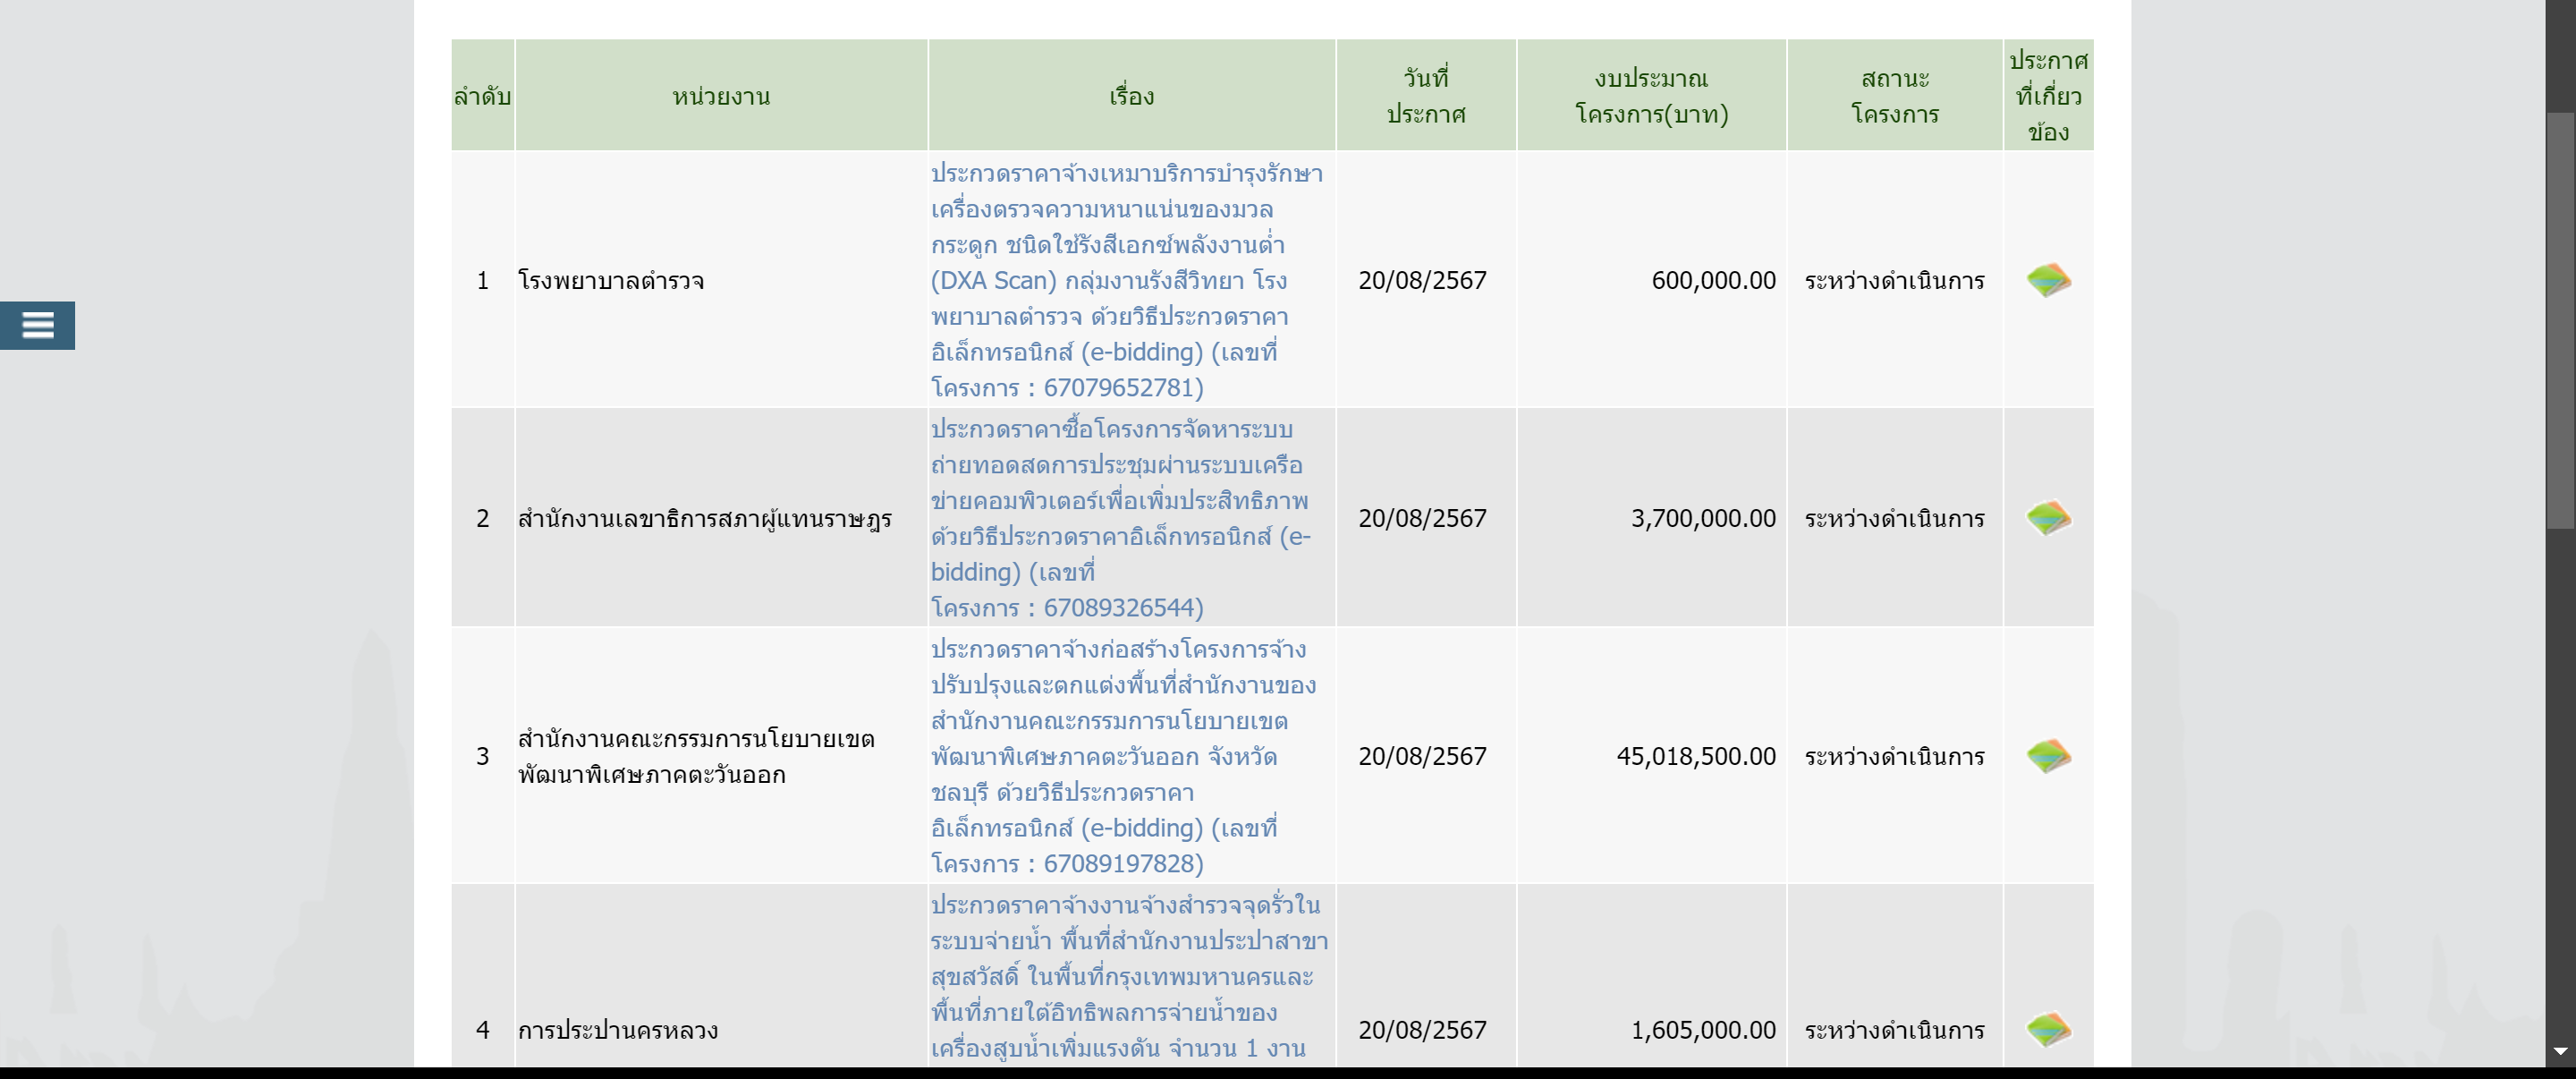 ลำดับ
หน่วยงาน
เรื่อง
วันที่
ประกาศ
งบประมาณ
โครงการ(บาท)
สถานะ
โครงการ
ประกาศ
ที่เกี่ยว
ข้อง
1
โรงพยาบาลตำรวจ
ประกวดราคาจ้างเหมาบริการบำรุงรักษา
เครื่องตรวจความหนาแน่นของมวล
กระดูก ชนิดใช้รังสีเอกซ์พลังงานต่ำ
(DXA Scan) กลุ่มงานรังสีวิทยา โรง
พยาบาลตำรวจ ด้วยวิธีประกวดราคา
อิเล็กทรอนิกส์ (e-bidding) (เลขที่
โครงการ : 67079652781)
20/08/2567
600,000.00
ระหว่างดำเนินการ
2
สำนักงานเลขาธิการสภาผู้แทนราษฎร
ประกวดราคาซื้อโครงการจัดหาระบบ
ถ่ายทอดสดการประชุมผ่านระบบเครือ
ข่ายคอมพิวเตอร์เพื่อเพิ่มประสิทธิภาพ
ด้วยวิธีประกวดราคาอิเล็กทรอนิกส์ (e-
bidding) (เลขที่
โครงการ : 67089326544)
20/08/2567
3,700,000.00
ระหว่างดำเนินการ
3
สำนักงานคณะกรรมการนโยบายเขต
พัฒนาพิเศษภาคตะวันออก
ประกวดราคาจ้างก่อสร้างโครงการจ้าง
ปรับปรุงและตกแต่งพื้นที่สำนักงานของ
สำนักงานคณะกรรมการนโยบายเขต
พัฒนาพิเศษภาคตะวันออก จังหวัด
ชลบุรี ด้วยวิธีประกวดราคา
อิเล็กทรอนิกส์ (e-bidding) (เลขที่
โครงการ : 67089197828)
20/08/2567
45,018,500.00
ระหว่างดำเนินการ
4
การประปานครหลวง
ประกวดราคาจ้างงานจ้างสำรวจจุดรั่วใน
ระบบจ่ายน้ำ พื้นที่สำนักงานประปาสาขา
สุขสวัสดิ์ ในพื้นที่กรุงเทพมหานครและ
พื้นที่ภายใต้อิทธิพลการจ่ายน้ำของ
เครื่องสูบน้ำเพิ่มแรงดัน จำนวน 1 งาน
20/08/2567
1,605,000.00
ระหว่างดำเนินการ